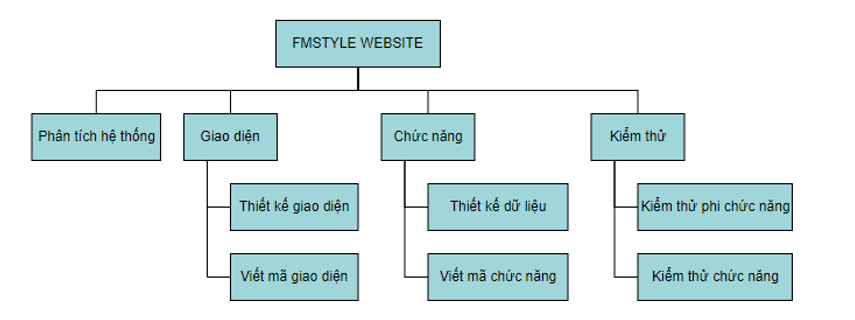 FMSTYLE WEBSITE
Phân tích hệ thống
Giao diện
Chức năng
Kiểm thử
Thiết kế giao diện
Thiết kế dữ liệu
Kiểm thử phi chức năng
Viết mã giao diện
Viết mã chức năng
Kiểm thử chức năng